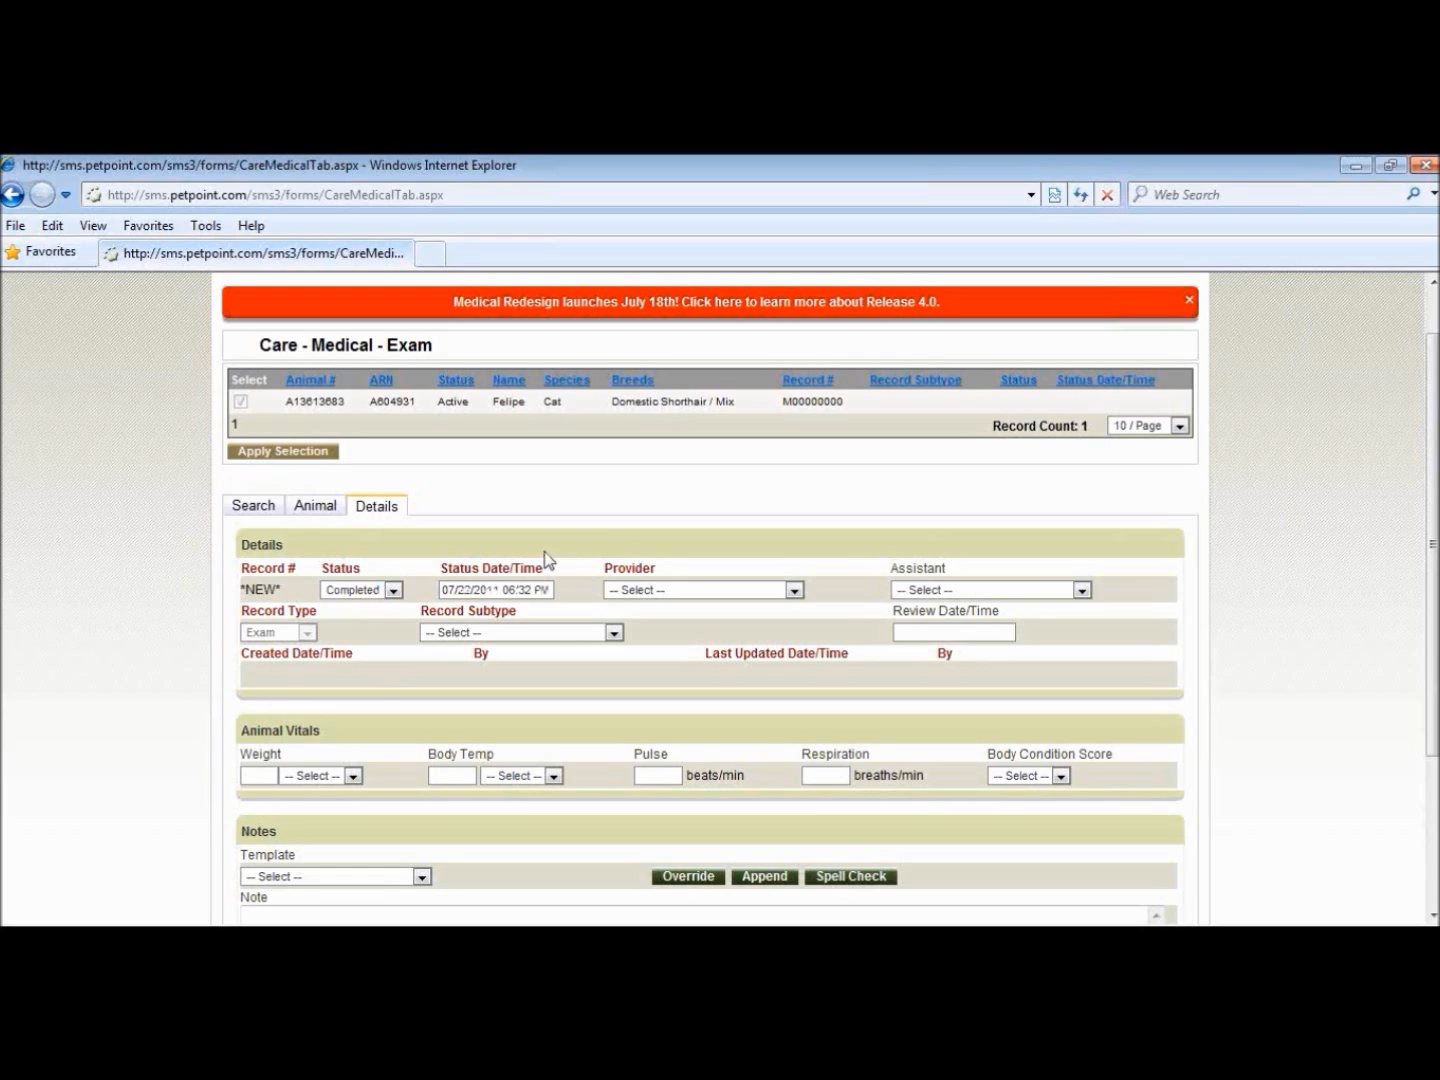 http://sms.petpoint.com/sms3/forms/CareMedicalTab.aspx - Windows Internet Explorer
http://sms.petpoint.com/sms3/forms/CareMedicalTab.aspx Web Search
File Edit View Favorites Tools Help
Favorites http://sms.petpoint.com/sms3/forms/CareMedi...
Medical Redesign launches July 18th! Click here to learn more about Release 4.0.
Care - Medical - Exam
Select Animal # ARN Status Name Species Breeds Record # Record Subtype Status Status Date/Time
A13613683 A604931 Active Felipe Cat Domestic Shorthair / Mix M00000000
1 Record Count: 1 10 / Page
Apply Selection
Search Animal Details
Details
Record # Status Status Date/Time Provider Assistant
*NEW* Completed 07/22/2011 06:32 PM -- Select -- -- Select --
Record Type Record Subtype Review Date/Time
Exam -- Select --
Created Date/Time By Last Updated Date/Time By
Animal Vitals
Weight Body Temp Pulse Respiration Body Condition Score
-- Select -- -- Select -- beats/min breaths/min -- Select --
Notes
Template
-- Select -- Override Append Spell Check
Note